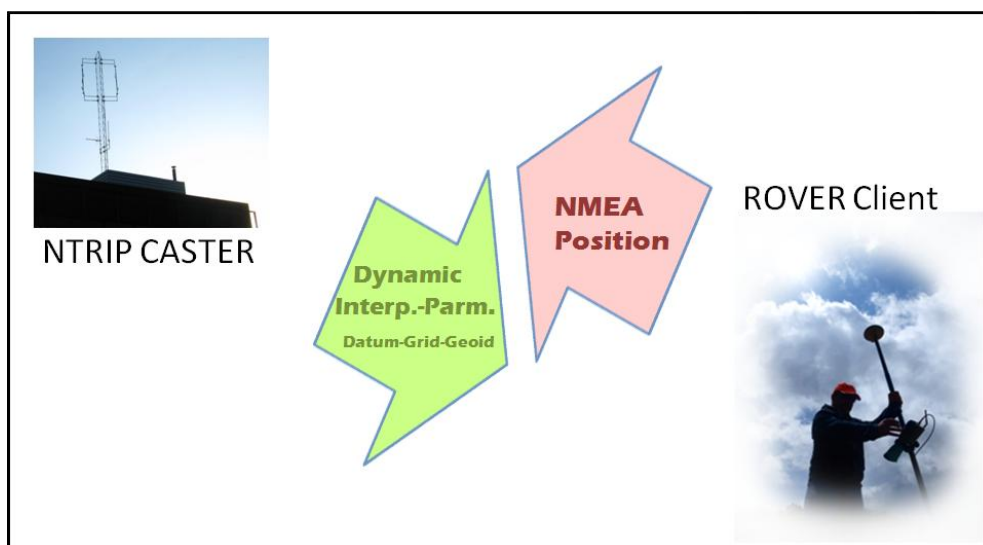 NTRIP CASTER
NMEA
Position
ROVER Client
Dynamic
Interp.-Parm.
Datum-Grid-Geoid